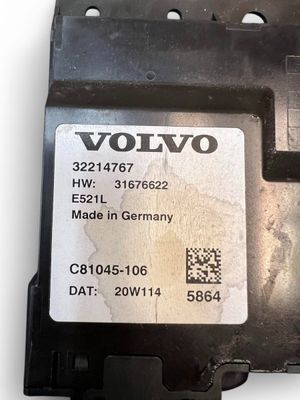 VOLVO
32214767
HW: 31676622
E521L
Made in Germany
C81045-106
DAT: 20W114 5864